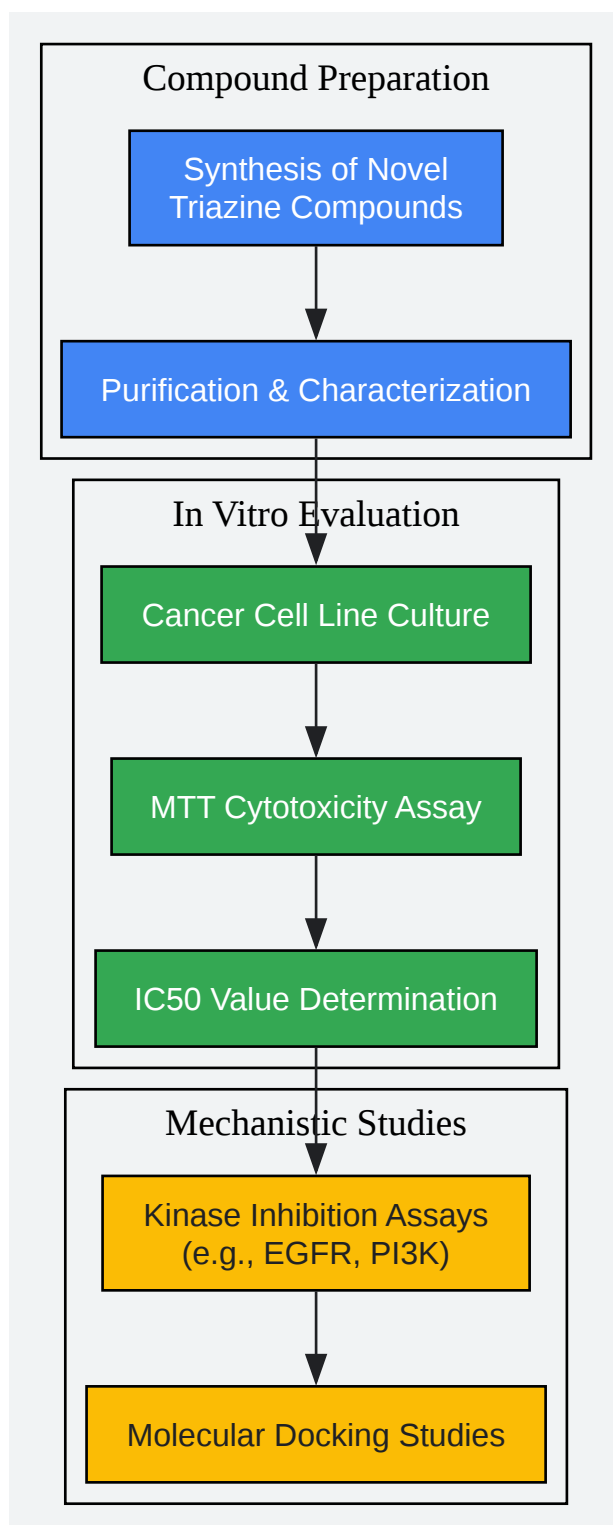 Compound Preparation
Synthesis of Novel
Triazine Compounds
Purification & Characterization
In Vitro Evaluation
Cancer Cell Line Culture
MTT Cytotoxicity Assay
IC50 Value Determination
Mechanistic Studies
Kinase Inhibition Assays
(e.g., EGFR, PI3K)
Molecular Docking Studies